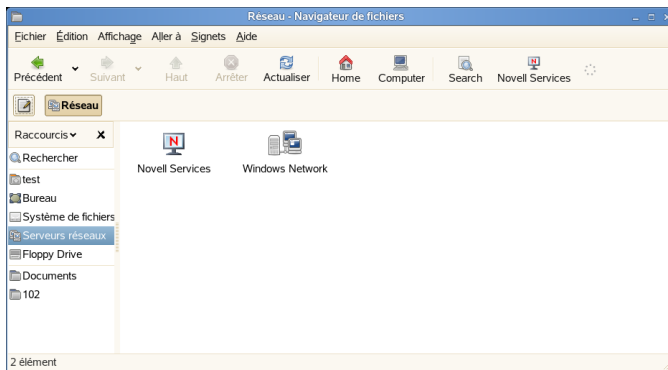 Réseau - Navigateur de fichiers
Fichier Édition Affichage Aller à Signets Aide
Précédent Suivant Haut Arrêter Actualiser Home Computer Search Novell Services
Réseau
Raccourcis
Rechercher
test
Bureau
Système de fichiers
Serveurs réseaux
Floppy Drive
Documents
102
N Novell Services
Windows Network
2 élément